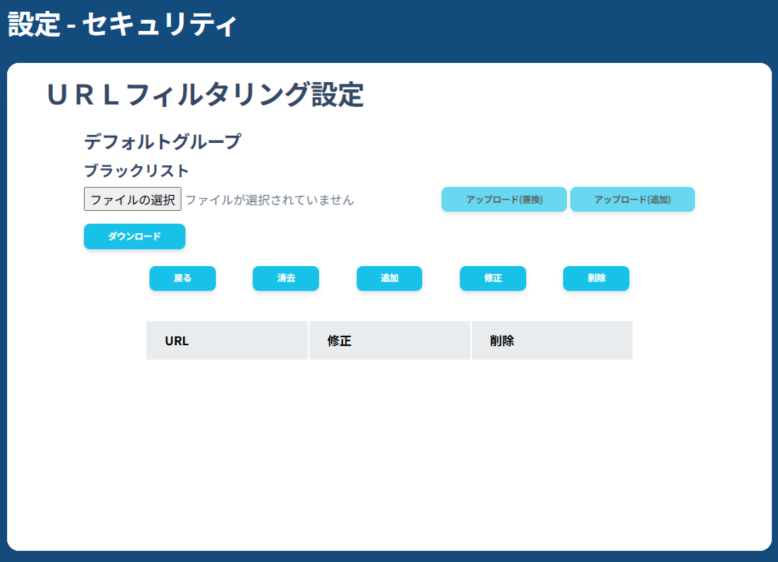 設定 - セキュリティ
ＵＲＬフィルタリング設定
デフォルトグループ
ブラックリスト
ファイルの選択 ファイルが選択されていません アップロード(置換) アップロード(追加)
ダウンロード
戻る 消去 追加 修正 削除
URL 修正 削除